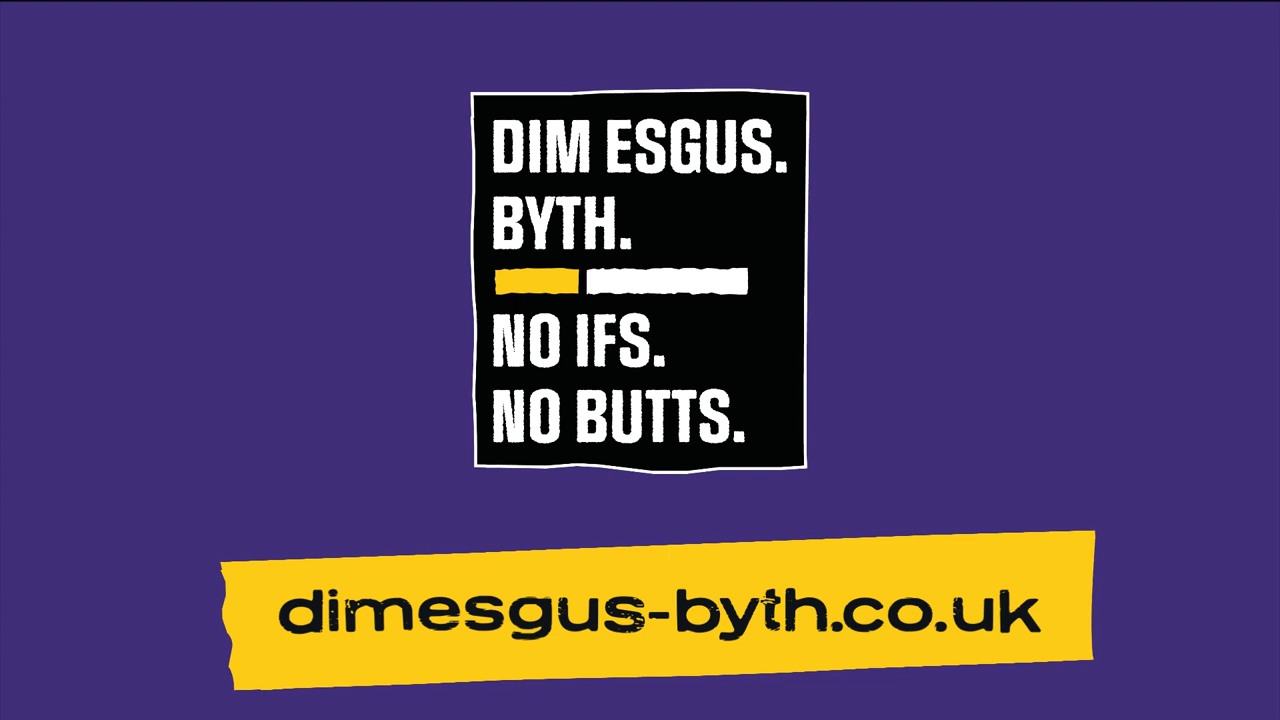 DIM ESGUS.
BYTH.
NO IFS.
NO BUTTS.
dimesgus-byth.co.uk